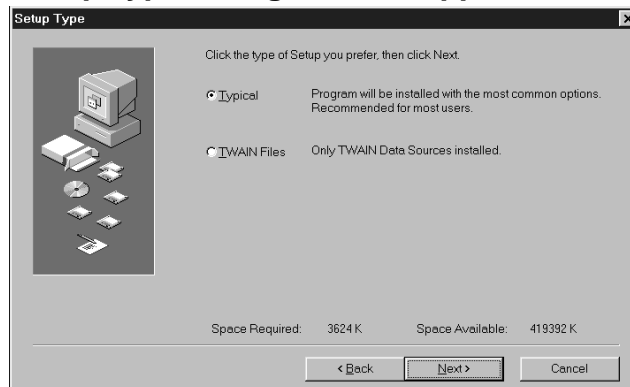 Setup Type
Click the type of Setup you prefer, then click Next.
Typical Program will be installed with the most common options.
Recommended for most users.
TWAIN Files Only TWAIN Data Sources installed.
Space Required: 3624 K Space Available: 419392 K
< Back Next > Cancel